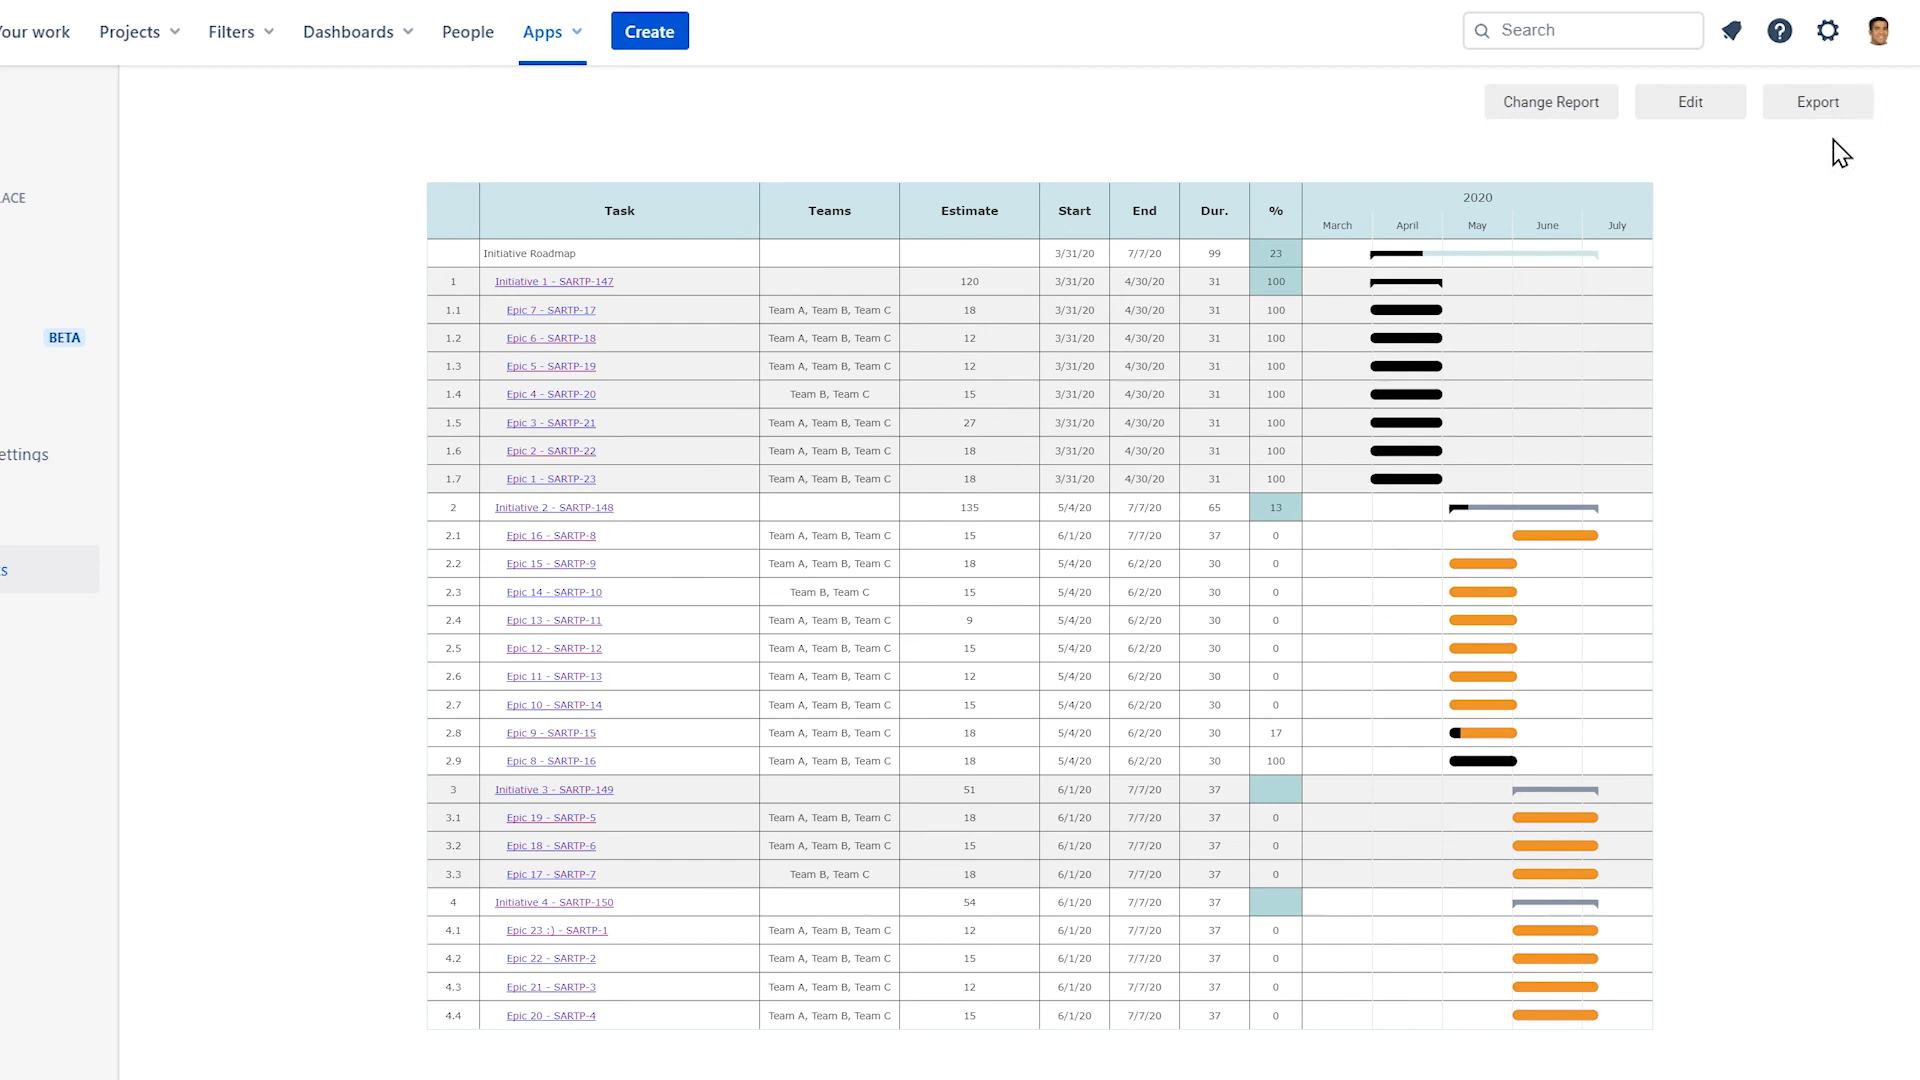 Your work Projects Filters Dashboards People Apps Create Search
Change Report Edit Export
BETA
Task Teams Estimate Start End Dur. % 2020
March April May June July
Initiative Roadmap 3/31/20 7/7/20 99 23
1 Initiative 1 - SARTP-147 120 3/31/20 4/30/20 31 100
1.1 Epic 7 - SARTP-17 Team A, Team B, Team C 18 3/31/20 4/30/20 31 100
1.2 Epic 6 - SARTP-18 Team A, Team B, Team C 12 3/31/20 4/30/20 31 100
1.3 Epic 5 - SARTP-19 Team A, Team B, Team C 12 3/31/20 4/30/20 31 100
1.4 Epic 4 - SARTP-20 Team B, Team C 15 3/31/20 4/30/20 31 100
1.5 Epic 3 - SARTP-21 Team A, Team B, Team C 27 3/31/20 4/30/20 31 100
1.6 Epic 2 - SARTP-22 Team A, Team B, Team C 18 3/31/20 4/30/20 31 100
1.7 Epic 1 - SARTP-23 Team A, Team B, Team C 18 3/31/20 4/30/20 31 100
2 Initiative 2 - SARTP-148 135 5/4/20 7/7/20 65 13
2.1 Epic 16 - SARTP-8 Team A, Team B, Team C 15 6/1/20 7/7/20 37 0
2.2 Epic 15 - SARTP-9 Team A, Team B, Team C 18 5/4/20 6/2/20 30 0
2.3 Epic 14 - SARTP-10 Team B, Team C 15 5/4/20 6/2/20 30 0
2.4 Epic 13 - SARTP-11 Team A, Team B, Team C 9 5/4/20 6/2/20 30 0
2.5 Epic 12 - SARTP-12 Team A, Team B, Team C 15 5/4/20 6/2/20 30 0
2.6 Epic 11 - SARTP-13 Team A, Team B, Team C 12 5/4/20 6/2/20 30 0
2.7 Epic 10 - SARTP-14 Team A, Team B, Team C 15 5/4/20 6/2/20 30 0
2.8 Epic 9 - SARTP-15 Team A, Team B, Team C 18 5/4/20 6/2/20 30 17
2.9 Epic 8 - SARTP-16 Team A, Team B, Team C 18 5/4/20 6/2/20 30 100
3 Initiative 3 - SARTP-149 51 6/1/20 7/7/20 37
3.1 Epic 19 - SARTP-5 Team A, Team B, Team C 18 6/1/20 7/7/20 37 0
3.2 Epic 18 - SARTP-6 Team A, Team B, Team C 15 6/1/20 7/7/20 37 0
3.3 Epic 17 - SARTP-7 Team B, Team C 18 6/1/20 7/7/20 37 0
4 Initiative 4 - SARTP-150 54 6/1/20 7/7/20 37
4.1 Epic 23 :) - SARTP-1 Team A, Team B, Team C 12 6/1/20 7/7/20 37 0
4.2 Epic 22 - SARTP-2 Team A, Team B, Team C 15 6/1/20 7/7/20 37 0
4.3 Epic 21 - SARTP-3 Team A, Team B, Team C 12 6/1/20 7/7/20 37 0
4.4 Epic 20 - SARTP-4 Team A, Team B, Team C 15 6/1/20 7/7/20 37 0